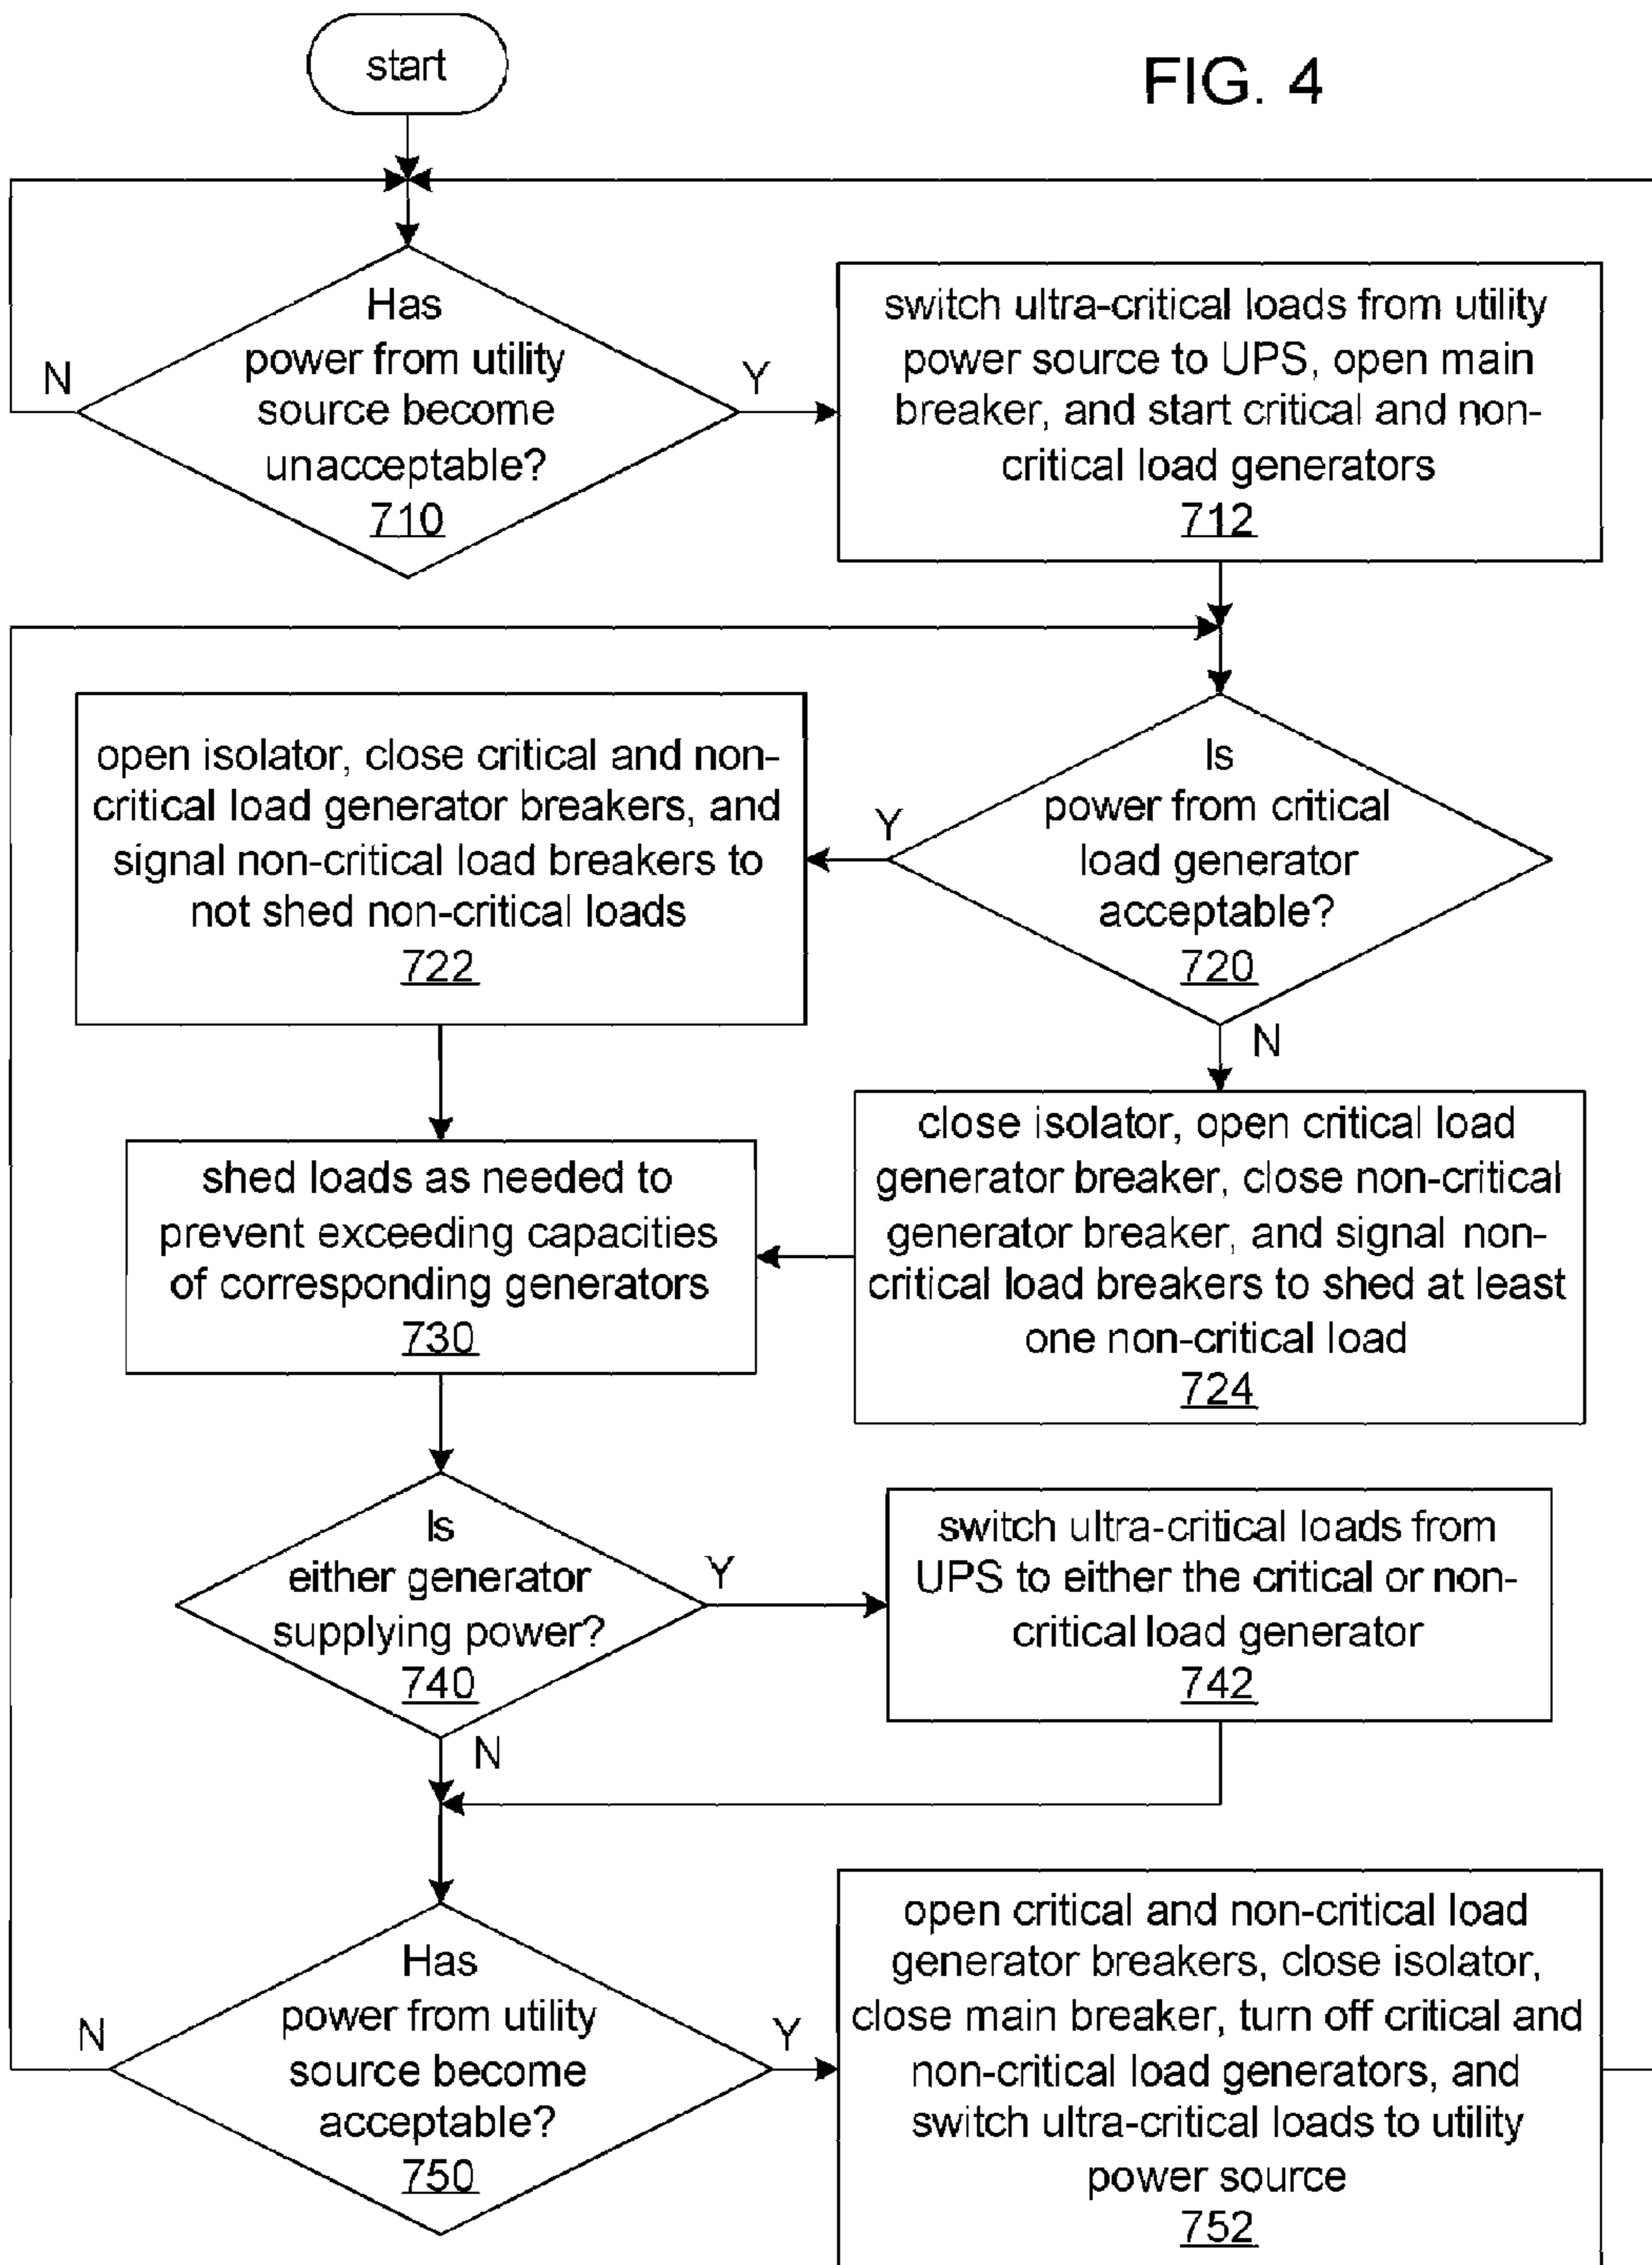 start
FIG. 4
Has
power from utility
source become
unacceptable?
710
N
Y
switch ultra-critical loads from utility
power source to UPS, open main
breaker, and start critical and non-
critical load generators
712
Is
power from critical
load generator
acceptable?
720
Y
N
open isolator, close critical and non-
critical load generator breakers, and
signal non-critical load breakers to
not shed non-critical loads
722
close isolator, open critical load
generator breaker, close non-critical
generator breaker, and signal non-
critical load breakers to shed at least
one non-critical load
724
shed loads as needed to
prevent exceeding capacities
of corresponding generators
730
Is
either generator
supplying power?
740
Y
N
switch ultra-critical loads from
UPS to either the critical or non-
critical load generator
742
Has
power from utility
source become
acceptable?
750
N
Y
open critical and non-critical load
generator breakers, close isolator,
close main breaker, turn off critical and
non-critical load generators, and
switch ultra-critical loads to utility
power source
752